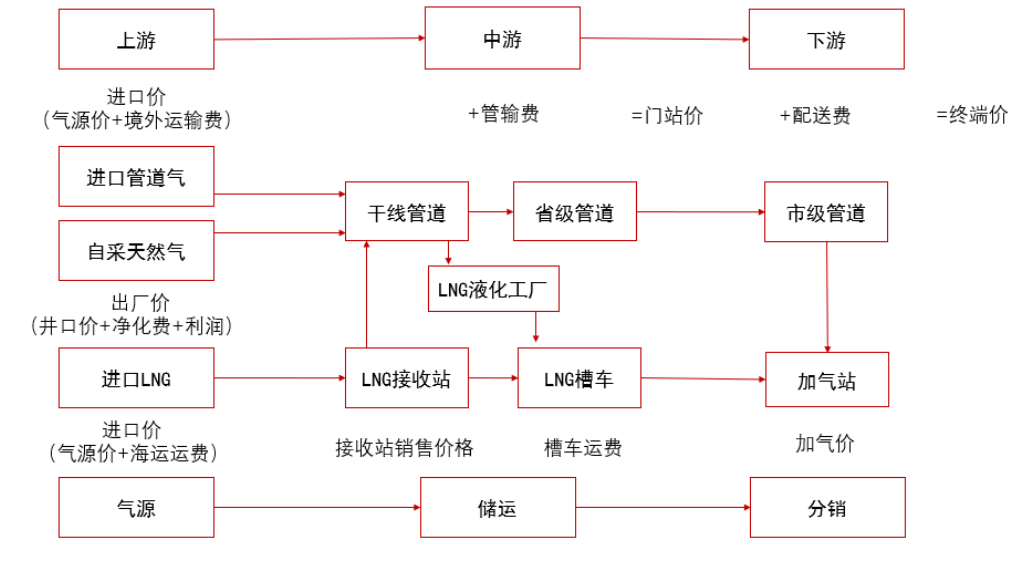 上游
中游
下游
进口价
（气源价+境外运输费）
+管输费
=门站价
+配送费
=终端价
进口管道气
干线管道
省级管道
市级管道
自采天然气
LNG液化工厂
出厂价
（井口价+净化费+利润）
进口LNG
LNG接收站
LNG槽车
加气站
进口价
（气源价+海运运费）
接收站销售价格
槽车运费
加气价
气源
储运
分销